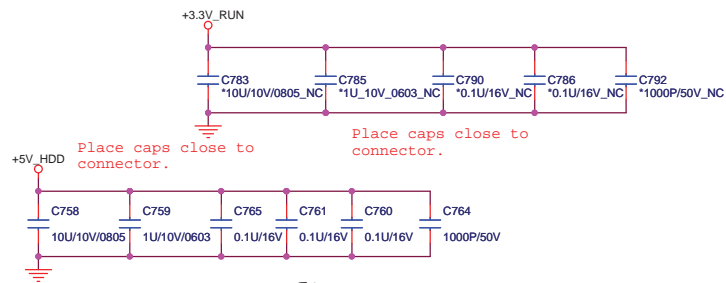 +3.3V_RUN
C783
*10U/10V/0805_NC
C785
*1U_10V_0603_NC
C790
*0.1U/16V_NC
C786
*0.1U/16V_NC
C792
*1000P/50V_NC
Place caps close to
connector.
Place caps close to
connector.
+5V_HDD
C758
10U/10V/0805
C759
1U/10V/0603
C765
0.1U/16V
C761
0.1U/16V
C760
0.1U/16V
C764
1000P/50V